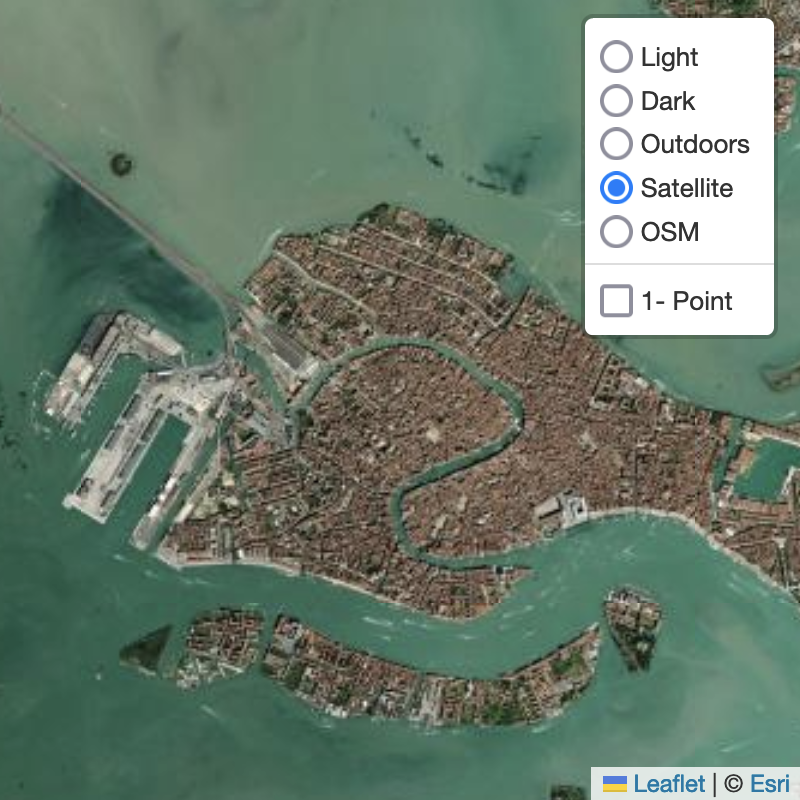 Light
Dark
Outdoors
Satellite
OSM
1- Point
Leaflet | © Esri